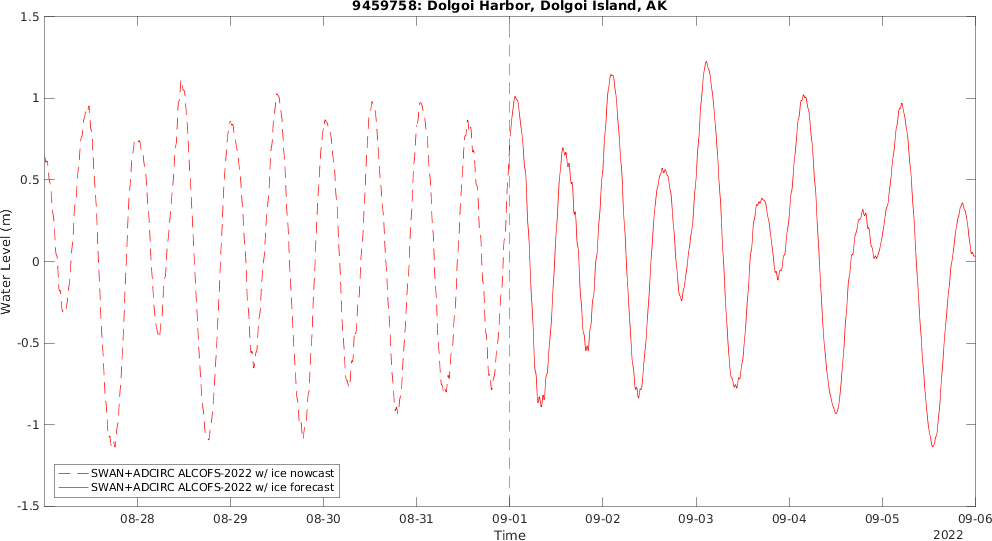 9459758: Dolgoi Harbor, Dolgoi Island, AK
1.5
1
0.5
0
-0.5
-1
-1.5
Water Level (m)
SWAN+ADCIRC ALCOFS-2022 w/ ice nowcast
SWAN+ADCIRC ALCOFS-2022 w/ ice forecast
08-28 08-29 08-30 08-31 09-01 09-02 09-03 09-04 09-05 09-06
Time
2022